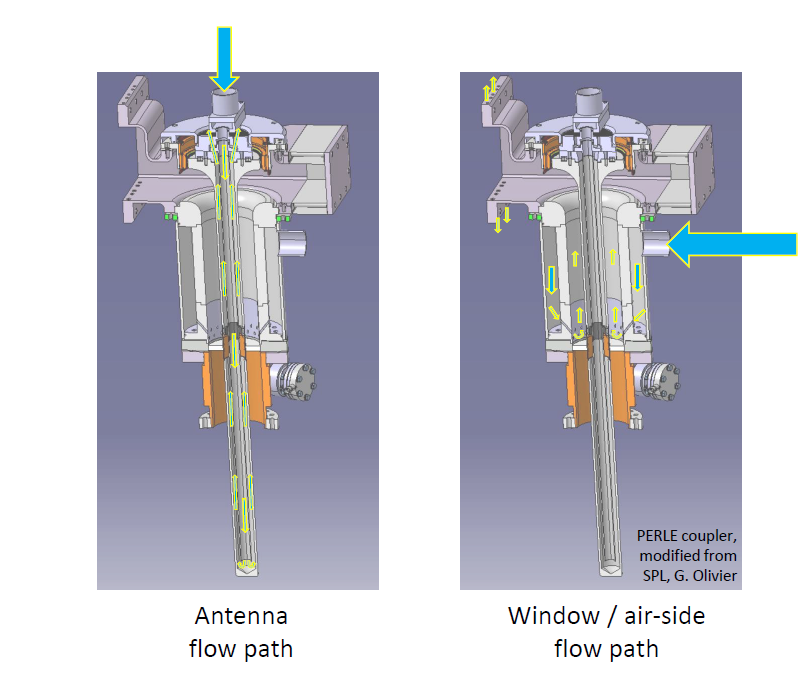 PERLE coupler,
modified from
SPL, G. Olivier
Antenna
flow path
Window / air-side
flow path